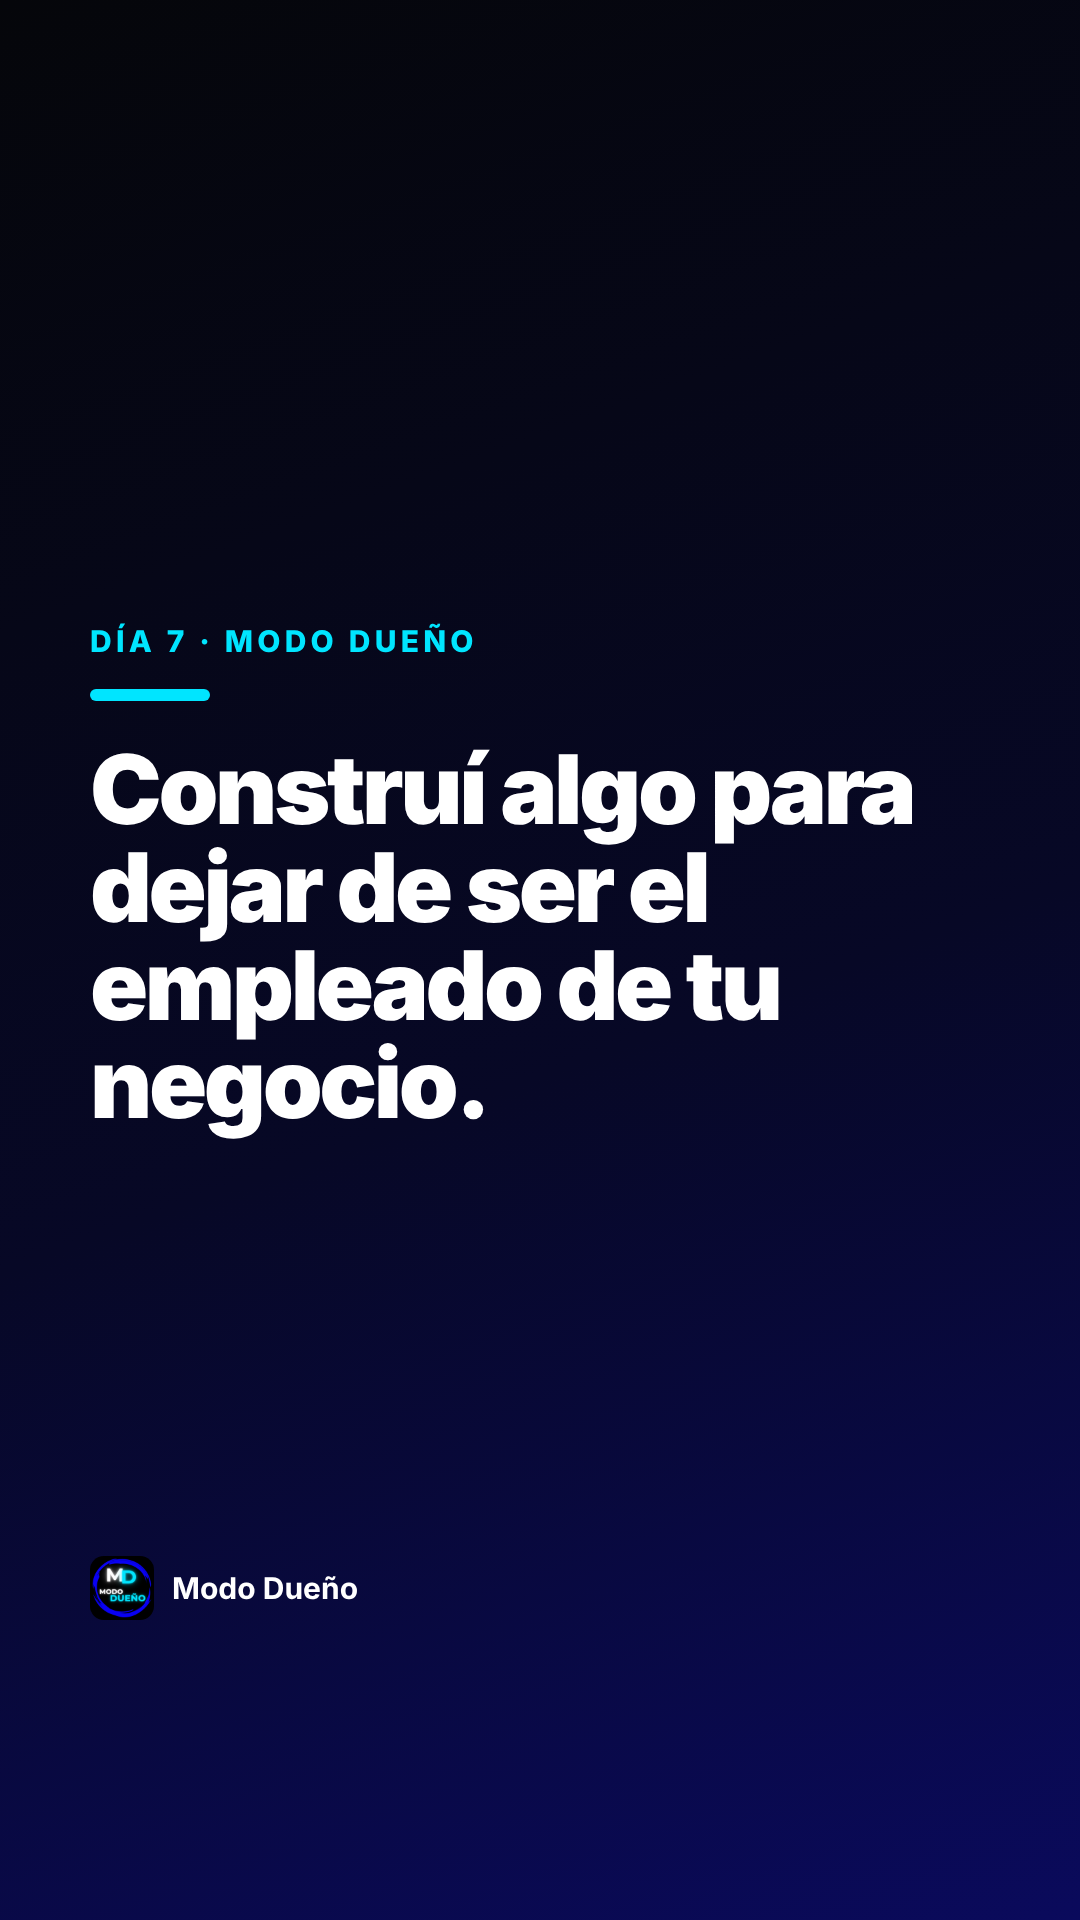 DÍA 7 · MODO DUEÑO
Construí algo para
dejar de ser el
empleado de tu
negocio.
MD
MODO
DUEÑO
Modo Dueño